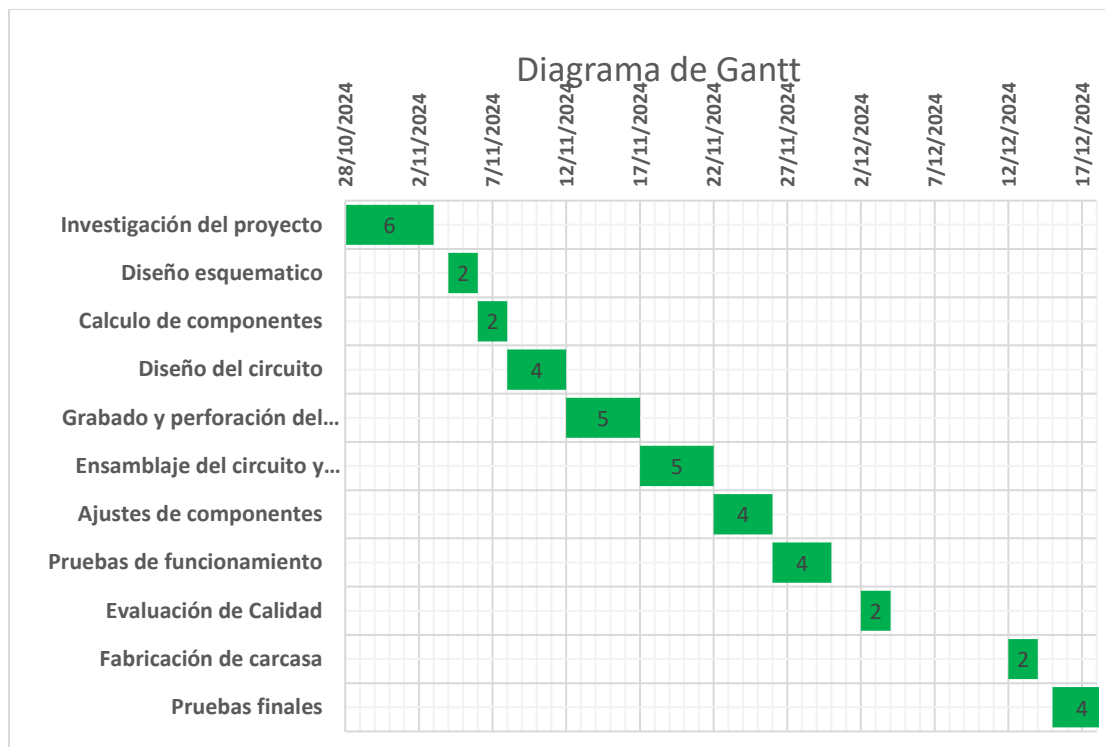 Diagrama de Gantt
28/10/2024
2/11/2024
7/11/2024
12/11/2024
17/11/2024
22/11/2024
27/11/2024
2/12/2024
7/12/2024
12/12/2024
17/12/2024
Investigación del proyecto 6
Diseño esquematico 2
Calculo de componentes 2
Diseño del circuito 4
Grabado y perforación del... 5
Ensamblaje del circuito y... 5
Ajustes de componentes 4
Pruebas de funcionamiento 4
Evaluación de Calidad 2
Fabricación de carcasa 2
Pruebas finales 4